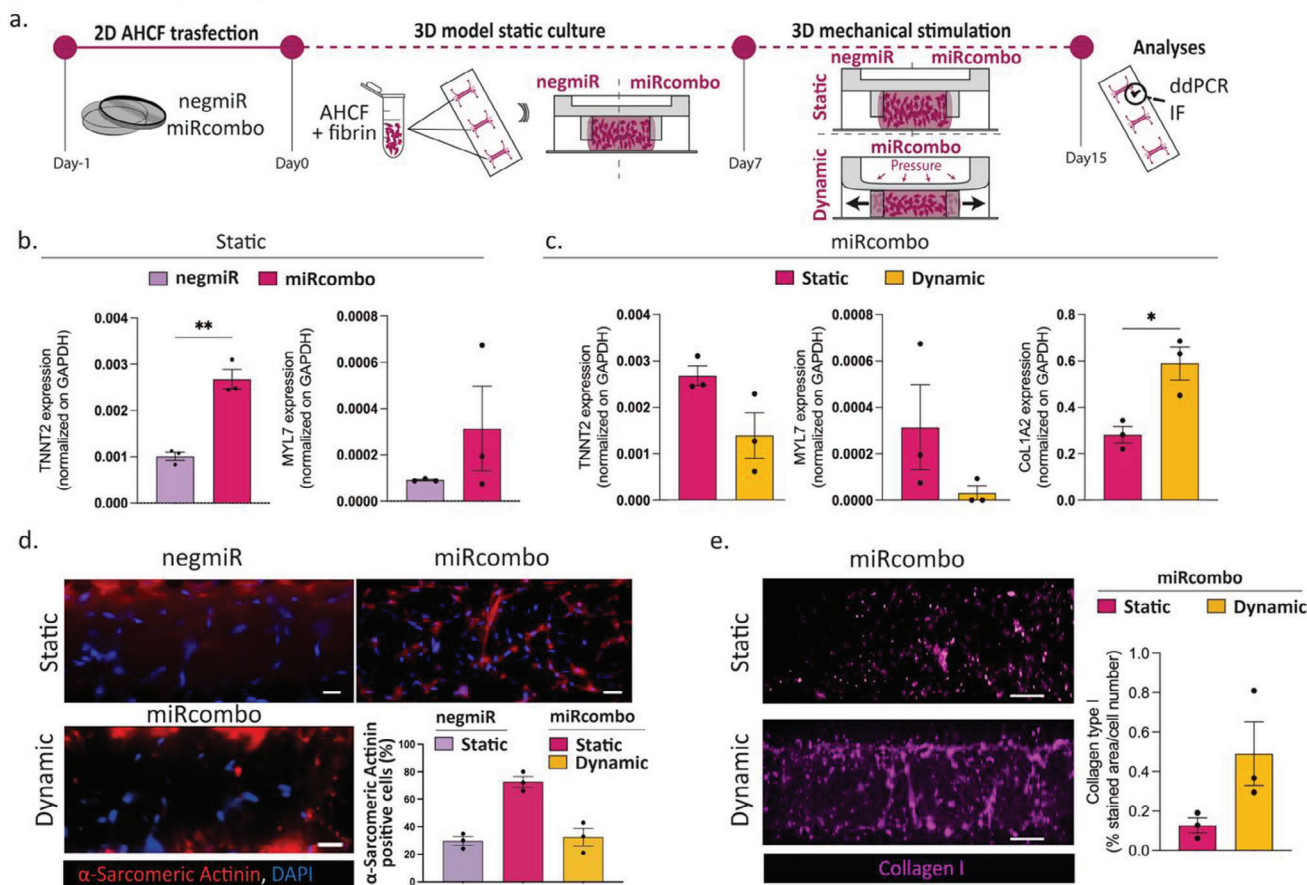 a.
2D AHCF trasfection
3D model static culture
3D mechanical stimulation
Analyses
negmiR
miRcombo
AHCF
+ fibrin
negmiR
miRcombo
negmiR
miRcombo
Static
miRcombo
Pressure
Dynamic
ddPCR
IF
Day-1
Day0
Day7
Day15
b.
Static
negmiR
miRcombo
TNNT2 expression
(normalized on GAPDH)
0.004
0.003
0.002
0.001
0.000
**
MYL7 expression
(normalized on GAPDH)
0.0008
0.0006
0.0004
0.0002
0.0000
c.
miRcombo
Static
Dynamic
TNNT2 expression
(normalized on GAPDH)
0.004
0.003
0.002
0.001
0.000
MYL7 expression
(normalized on GAPDH)
0.0008
0.0006
0.0004
0.0002
0.0000
CoL 1A2 expression
(normalized on GAPDH)
0.8
0.6
0.4
0.2
0.0
*
d.
negmiR
miRcombo
Static
miRcombo
Dynamic
α-Sarcomeric Actinin, DAPI
negmiR
Static
miRcombo
Static
Dynamic
α-Sarcomeric Actinin
positive cells (%)
100
80
60
40
20
0
e.
miRcombo
Static
Dynamic
Collagen I
miRcombo
Static
Dynamic
Collagen type I
(% stained area/cell number)
1.0
0.8
0.6
0.4
0.2
0.0